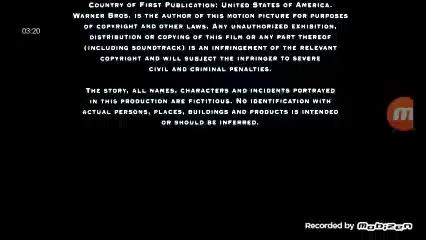 Country of First Publication: United States of America.
Warner Bros. is the author of this motion picture for purposes
of copyright and other laws. Any unauthorized exhibition,
distribution or copying of this film or any part thereof
(including soundtrack) is an infringement of the relevant
copyright and will subject the infringer to severe
civil and criminal penalties.
03:20
The story, all names, characters and incidents portrayed
in this production are fictitious. No identification with
actual persons, places, buildings and products is intended
or should be inferred.
Recorded by Mobizen